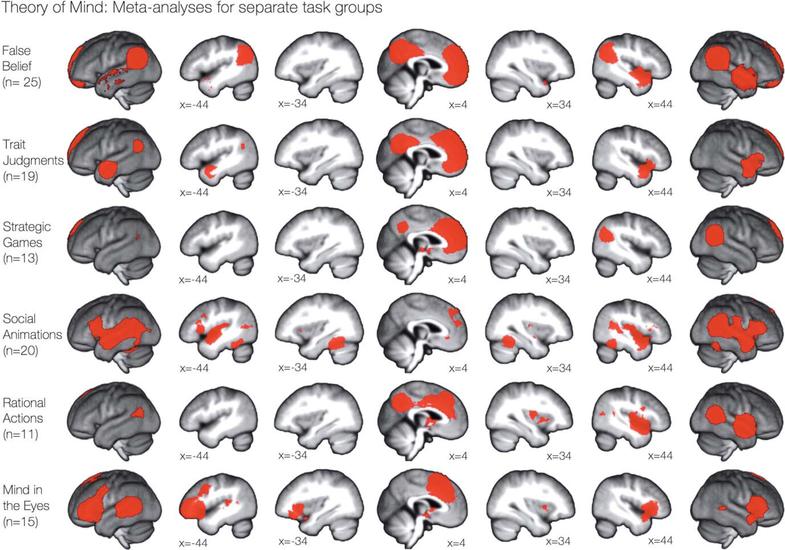 Theory of Mind: Meta-analyses for separate task groups
False
Belief
(n= 25)
x=-44
x=-34
x=4
x=34
x=44
Trait
Judgments
(n=19)
x=-44
x=-34
x=4
x=34
x=44
Strategic
Games
(n=13)
x=-44
x=-34
x=4
x=34
x=44
Social
Animations
(n=20)
x=-44
x=-34
x=4
x=34
x=44
Rational
Actions
(n=11)
x=-44
x=-34
x=4
x=34
x=44
Mind in
the Eyes
(n=15)
x=-44
x=-34
x=4
x=34
x=44